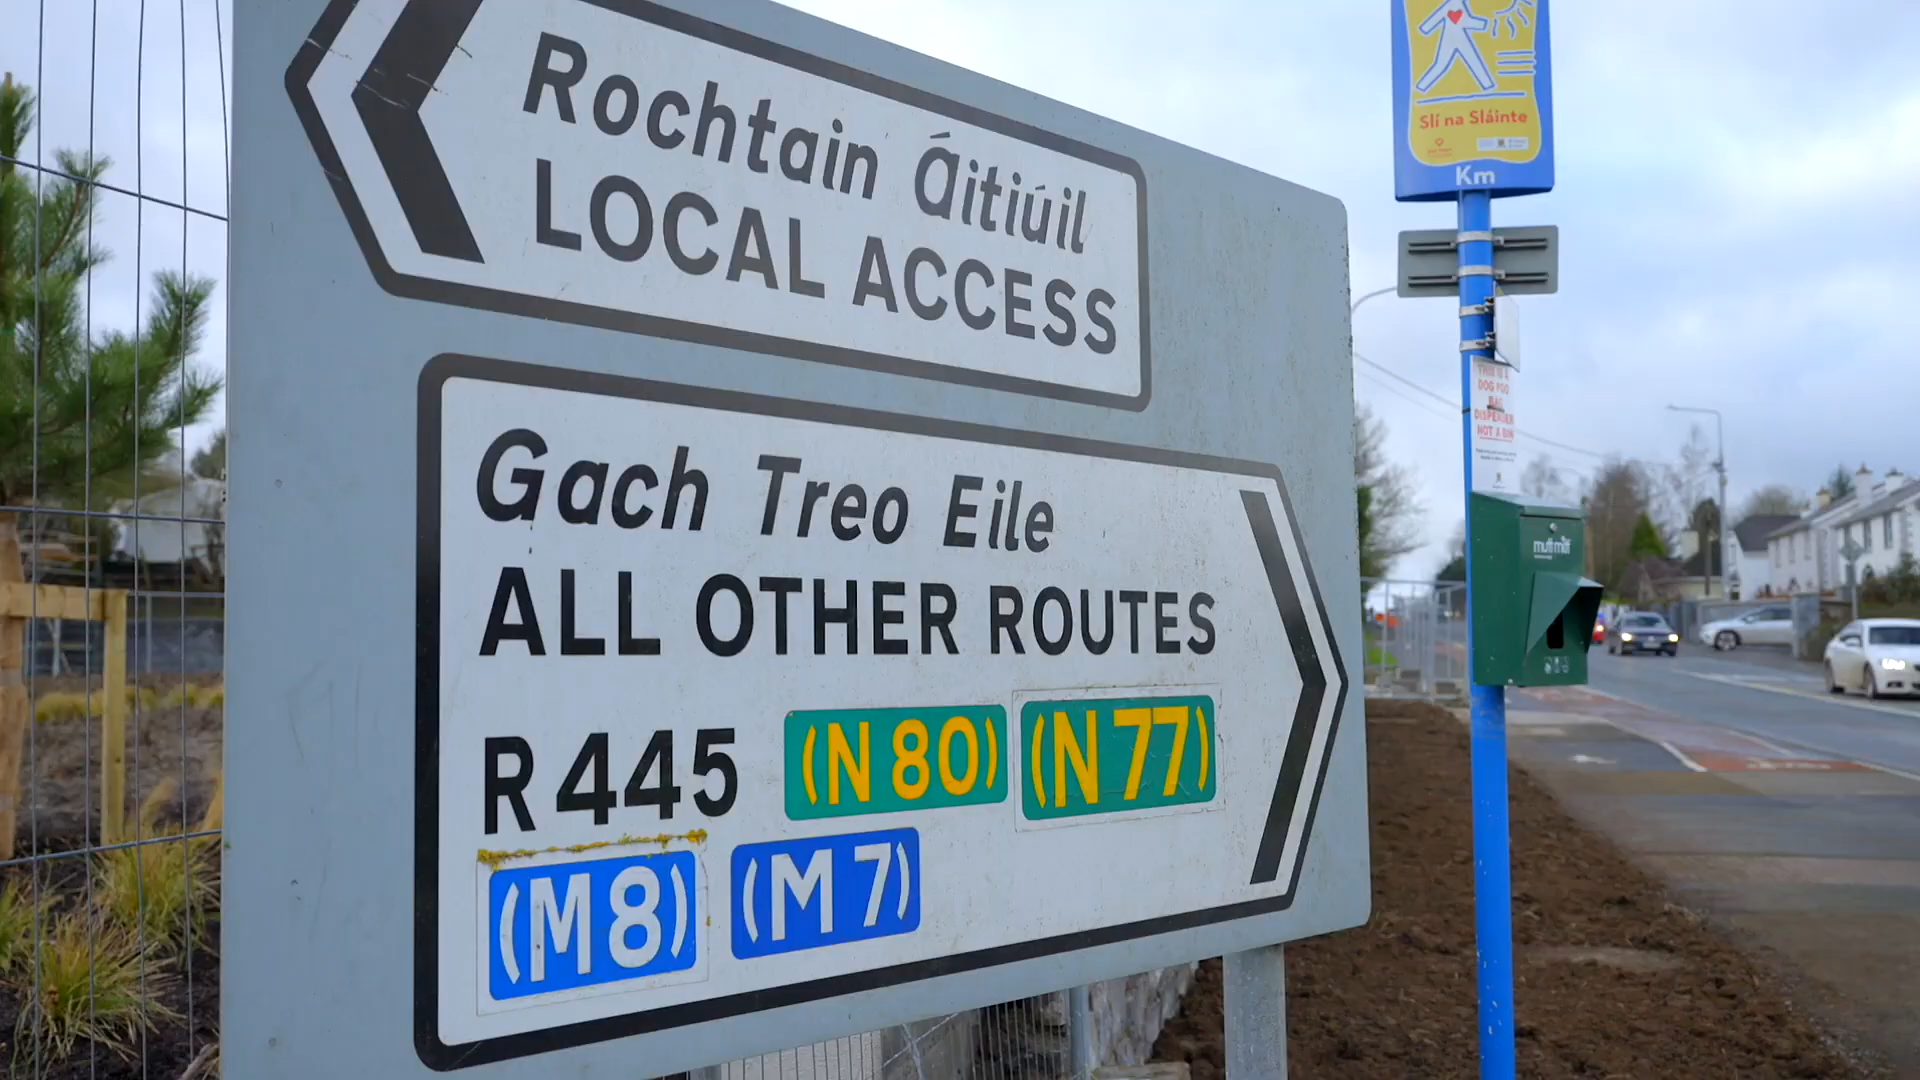 Rochtain Áitiúil
LOCAL ACCESS
Gach Treo Eile
ALL OTHER ROUTES
R445 (N80) (N77)
(M8) (M7)
Slí na Sláinte
Km
THIS IS A
DOG POO
BAG
DISPENSER
NOT A BIN
mutt mitt